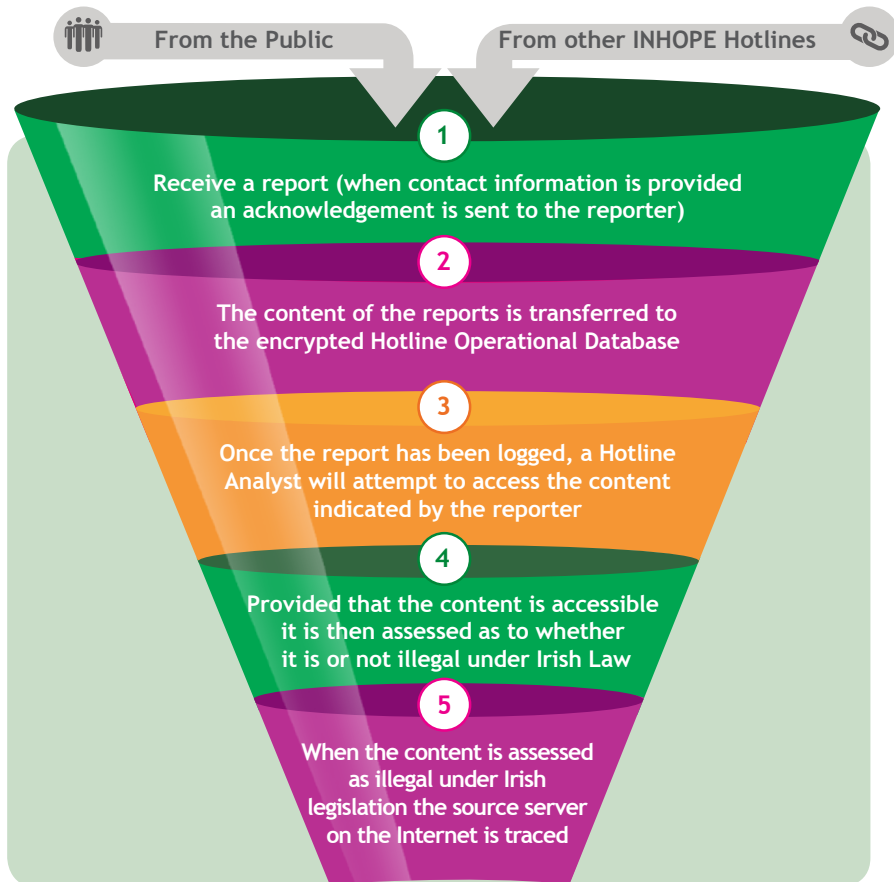 From the Public
From other INHOPE Hotlines
1
Receive a report (when contact information is provided
an acknowledgement is sent to the reporter)
2
The content of the reports is transferred to
the encrypted Hotline Operational Database
3
Once the report has been logged, a Hotline
Analyst will attempt to access the content
indicated by the reporter
4
Provided that the content is accessible
it is then assessed as to whether
it is or not illegal under Irish Law
5
When the content is assessed
as illegal under Irish
legislation the source server
on the Internet is traced